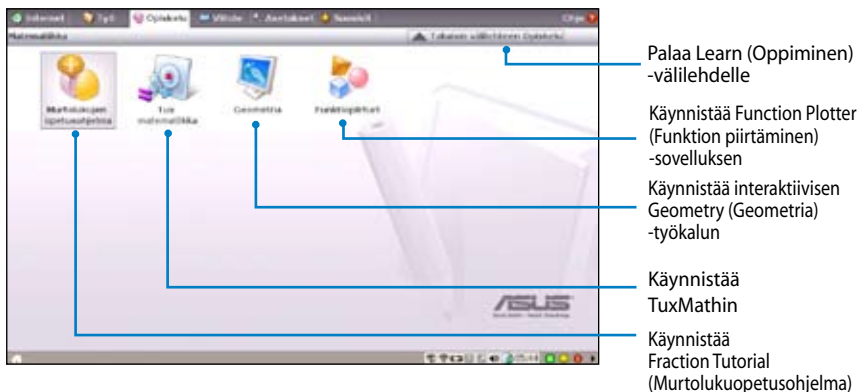 Internet Työ Opiskelu Viihde Asetukset Suosikit Ohje
Matematiikka Takaisin välilehteen Opiskelu
Murtolukujen
opetusohjelma
Tux
matematiikka
Geometria
Funktiopiirturi
ASUS
Palaa Learn (Oppiminen)
-välilehdelle
Käynnistää Function Plotter
(Funktion piirtäminen)
-sovelluksen
Käynnistää interaktiivisen
Geometry (Geometria)
-työkalun
Käynnistää
TuxMathin
Käynnistää
Fraction Tutorial
(Murtolukuopetusohjelma)